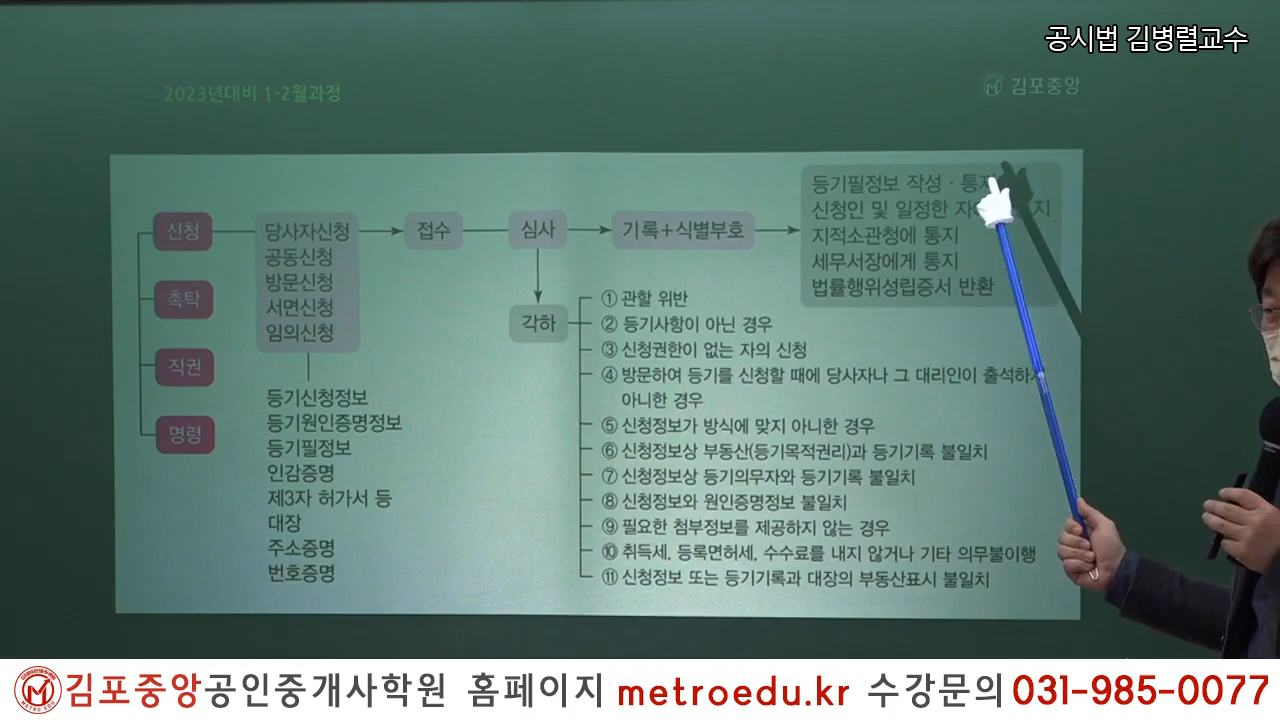 공시법 김병렬교수
2023년대비 1-2월과정
김포중앙
신청
촉탁
직권
명령
당사자신청
공동신청
방문신청
서면신청
임의신청
등기신청정보
등기원인증명정보
등기필정보
인감증명
제3자 허가서 등
대장
주소증명
번호증명
접수
심사
기록+식별부호
등기필정보 작성·통지
신청인 및 일정한 통지
지적소관청에 통지
세무서장에게 통지
법률행위성립증서 반환
각하
① 관할 위반
② 등기사항이 아닌 경우
③ 신청권한이 없는 자의 신청
④ 방문하여 등기를 신청할 때에 당사자나 그 대리인이 출석하지
아니한 경우
⑤ 신청정보가 방식에 맞지 아니한 경우
⑥ 신청정보상 부동산(등기목적권리)과 등기기록 불일치
⑦ 신청정보상 등기의무자와 등기기록 불일치
⑧ 신청정보와 원인증명정보 불일치
⑨ 필요한 첨부정보를 제공하지 않는 경우
⑩ 취득세, 등록면허세, 수수료를 내지 않거나 기타 의무불이행
⑪ 신청정보 또는 등기기록과 대장의 부동산표시 불일치
김포중앙공인중개사학원 홈페이지 metroedu.kr 수강문의 031-985-0077